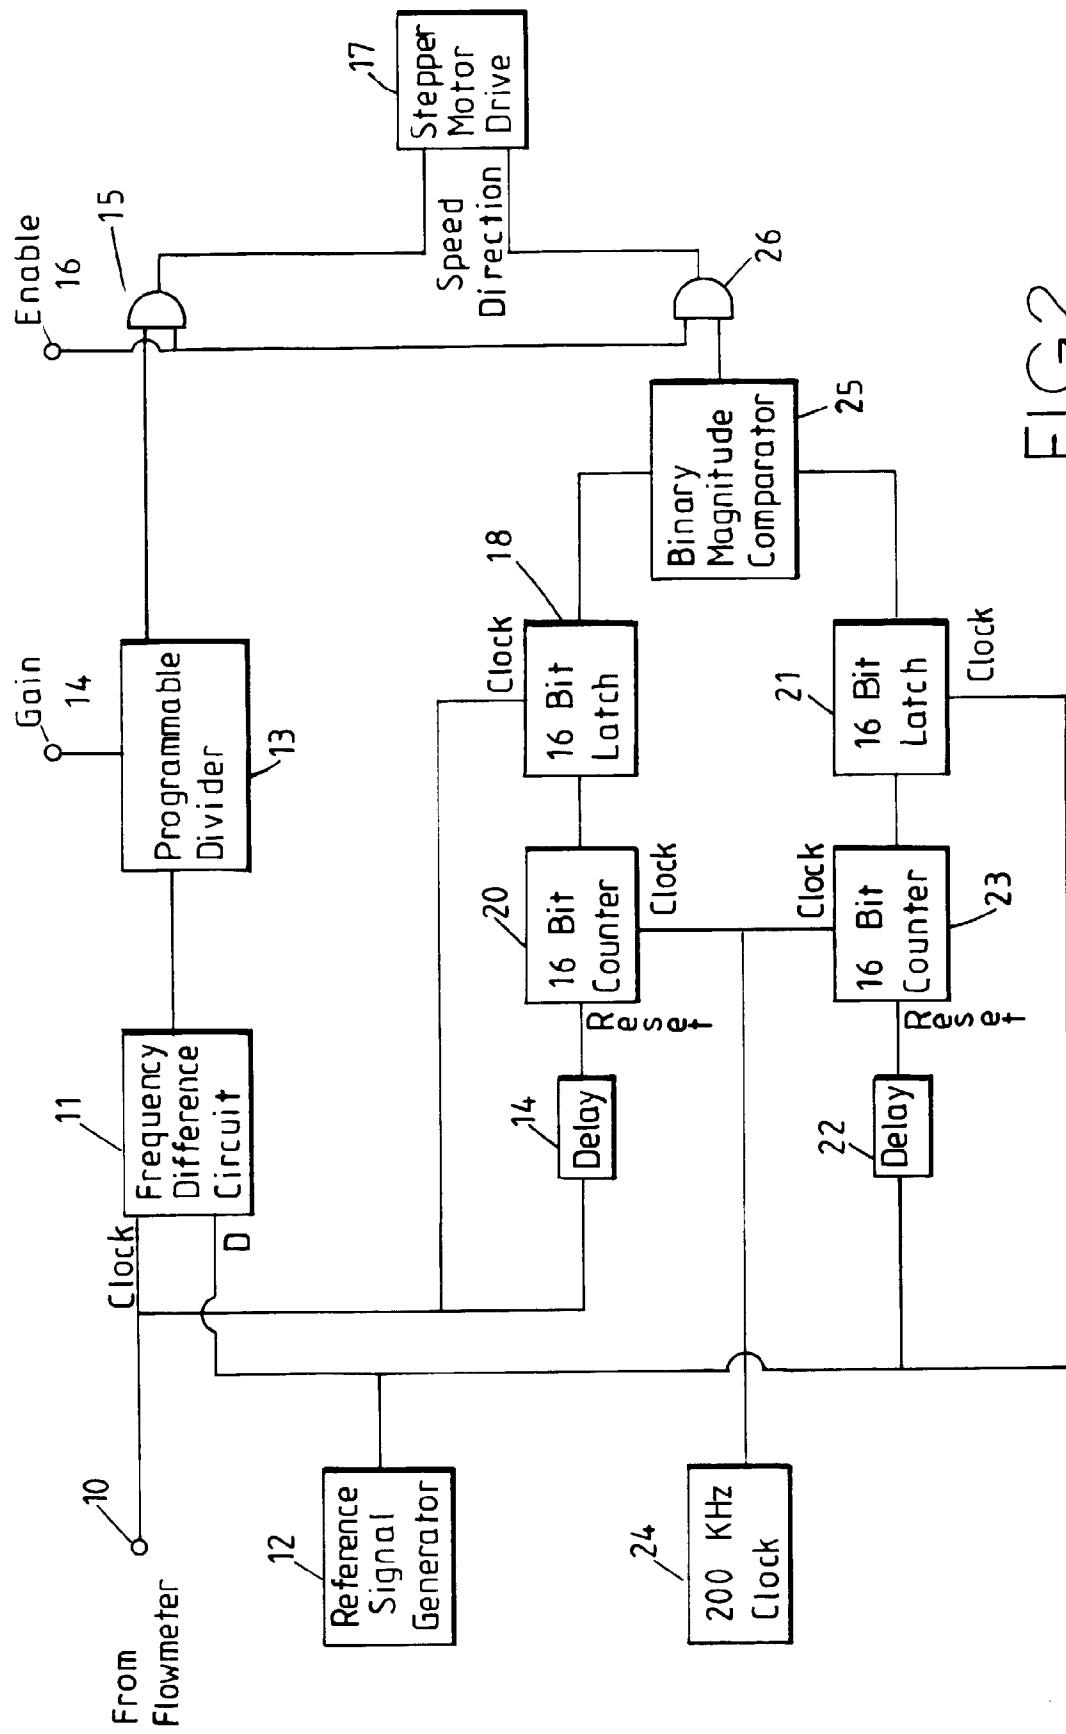 From
Flowmeter
10
Clock
D
11
Frequency
Difference
Circuit
Gain
14
Programmable
Divider
13
Enable
16
15
17
Stepper
Motor
Drive
Speed
Direction
12
Reference
Signal
Generator
14
Delay
Reset
20
16 Bit
Counter
Clock
Clock
18
16 Bit
Latch
Binary
Magnitude
Comparator
25
26
24
200 KHz
Clock
22
Delay
Reset
Clock
16 Bit
Counter
23
21
16 Bit
Latch
Clock
FIG2